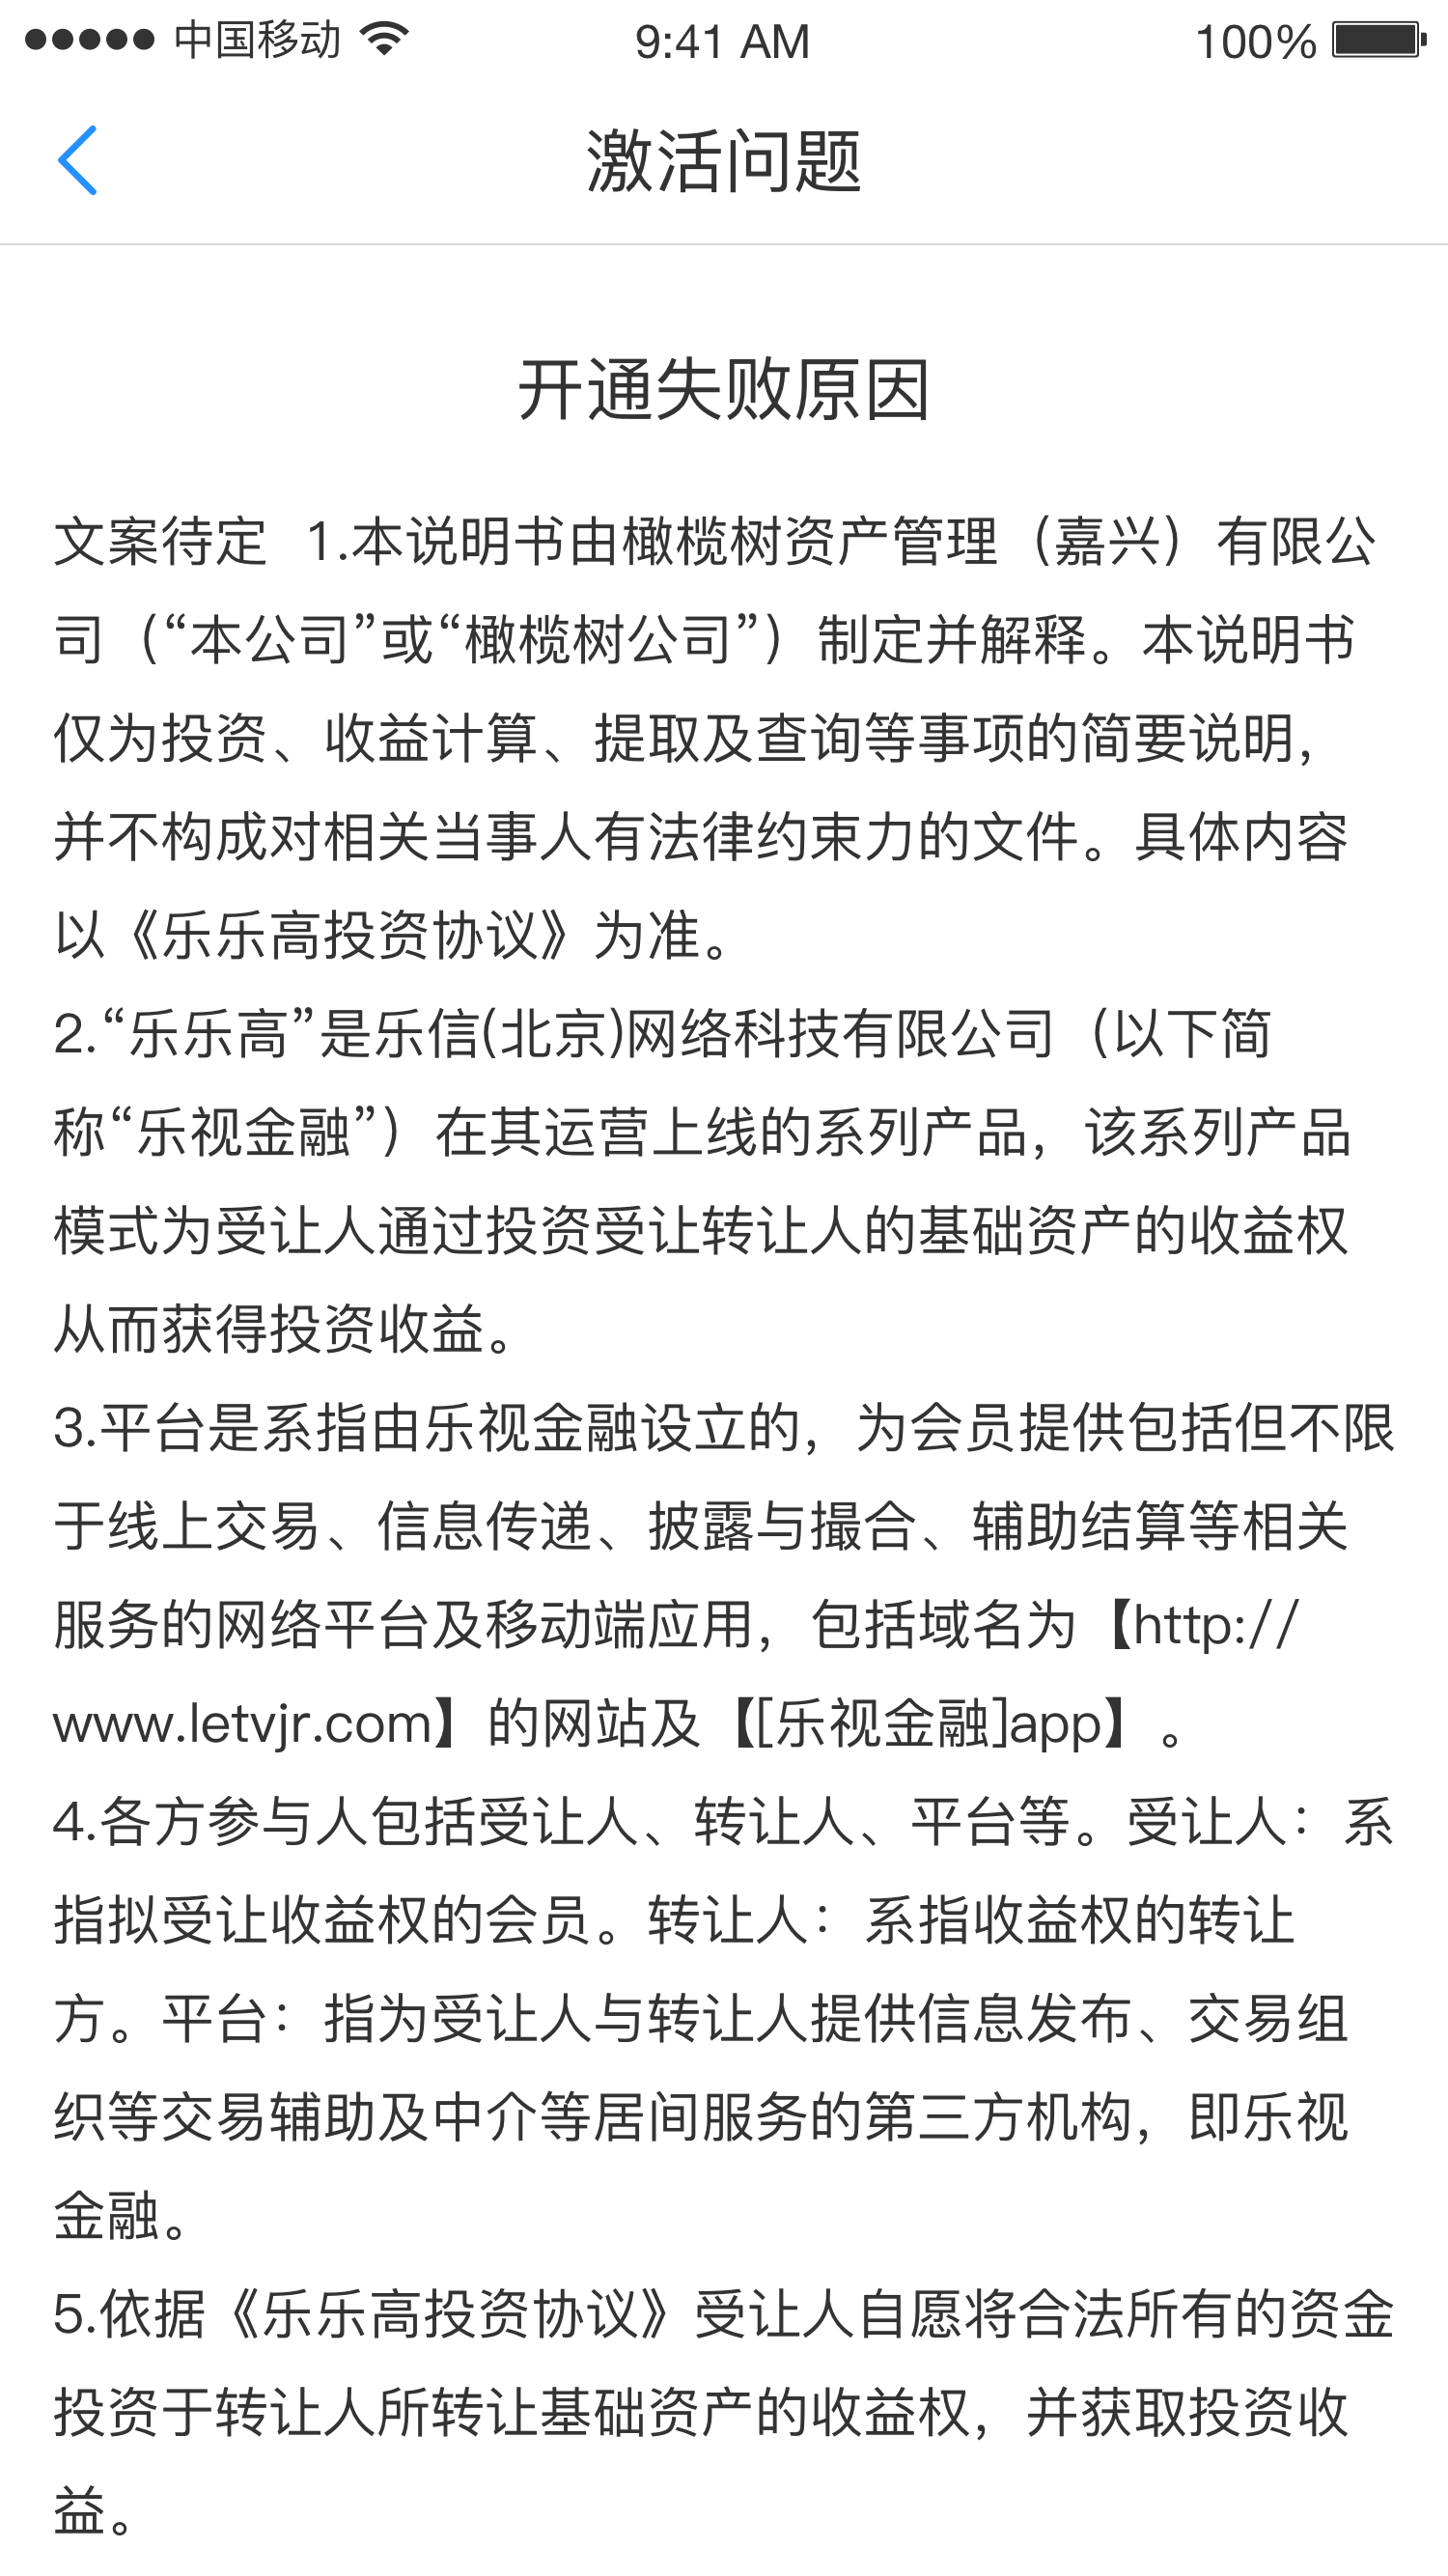 中国移动 9:41 AM 100%
激活问题
开通失败原因
文案待定 1.本说明书由橄榄树资产管理（嘉兴）有限公
司（“本公司”或“橄榄树公司”）制定并解释。本说明书
仅为投资、收益计算、提取及查询等事项的简要说明，
并不构成对相关当事人有法律约束力的文件。具体内容
以《乐乐高投资协议》为准。
2.“乐乐高”是乐信(北京)网络科技有限公司（以下简
称“乐视金融”）在其运营上线的系列产品，该系列产品
模式为受让人通过投资受让转让人的基础资产的收益权
从而获得投资收益。
3.平台是系指由乐视金融设立的，为会员提供包括但不限
于线上交易、信息传递、披露与撮合、辅助结算等相关
服务的网络平台及移动端应用，包括域名为【http://
www.letvjr.com】的网站及【[乐视金融]app】。
4.各方参与人包括受让人、转让人、平台等。受让人：系
指拟受让收益权的会员。转让人：系指收益权的转让
方。平台：指为受让人与转让人提供信息发布、交易组
织等交易辅助及中介等居间服务的第三方机构，即乐视
金融。
5.依据《乐乐高投资协议》受让人自愿将合法所有的资金
投资于转让人所转让基础资产的收益权，并获取投资收
益。